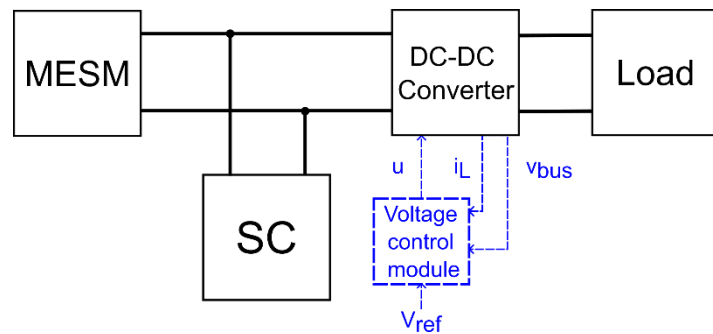 MESM
DC-DC
Converter
Load
SC
u
iL
vbus
Voltage
control
module
Vref